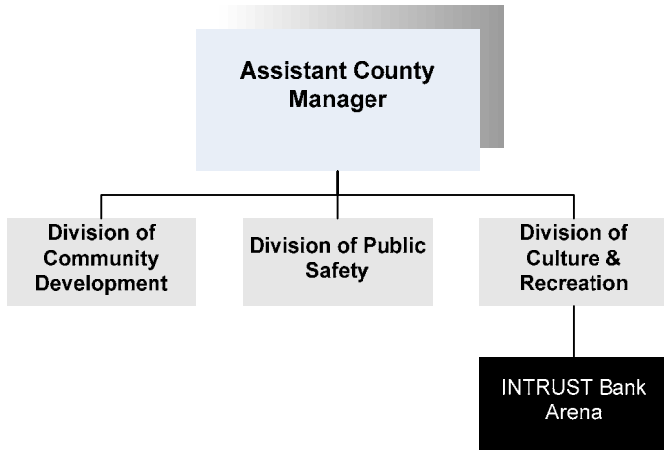 Assistant County
Manager
Division of
Community
Development
Division of Public
Safety
Division of
Culture &
Recreation
INTRUST Bank
Arena